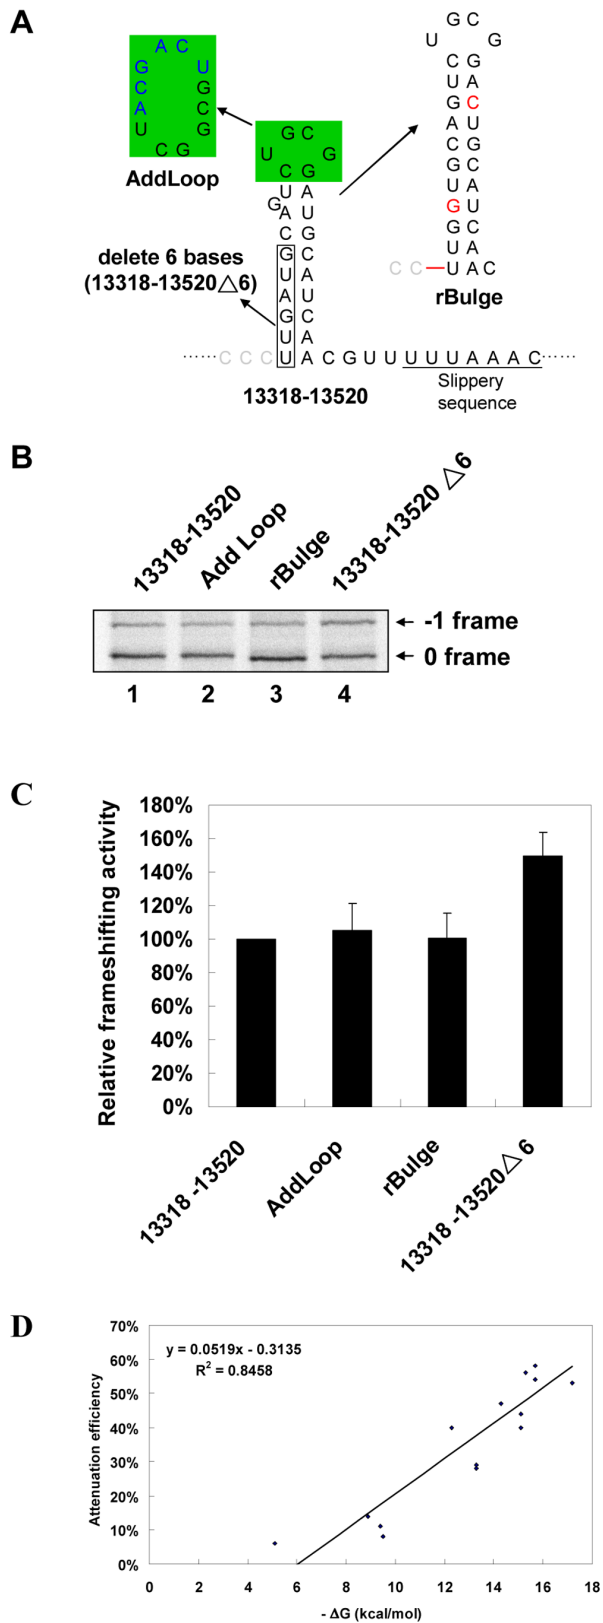 A
G C
U G
C G
U A
G C
A U
C G
G C
U A
G U
G C
U A
U A C
C C
rBulge
A C
G U
C G
A C
U G
C
AddLoop
G C
U G
C G
U A
G
A U
C G
G C
U A
A U
G C
U A
U A C G U U U U U A A A C
delete 6 bases
(13318-13520△6)
......C C C
......
13318-13520
Slippery
sequence
B
13318-13520
Add Loop
rBulge
13318-13520 △6
-1 frame
0 frame
1 2 3 4
C
Relative frameshifting activity
180%
160%
140%
120%
100%
80%
60%
40%
20%
0%
13318 -13520
AddLoop
rBulge
13318 -13520△ 6
D
Attenuation efficiency
70%
60%
50%
40%
30%
20%
10%
0%
y = 0.0519x - 0.3135
R² = 0.8458
0 2 4 6 8 10 12 14 16 18
- ΔG (kcal/mol)